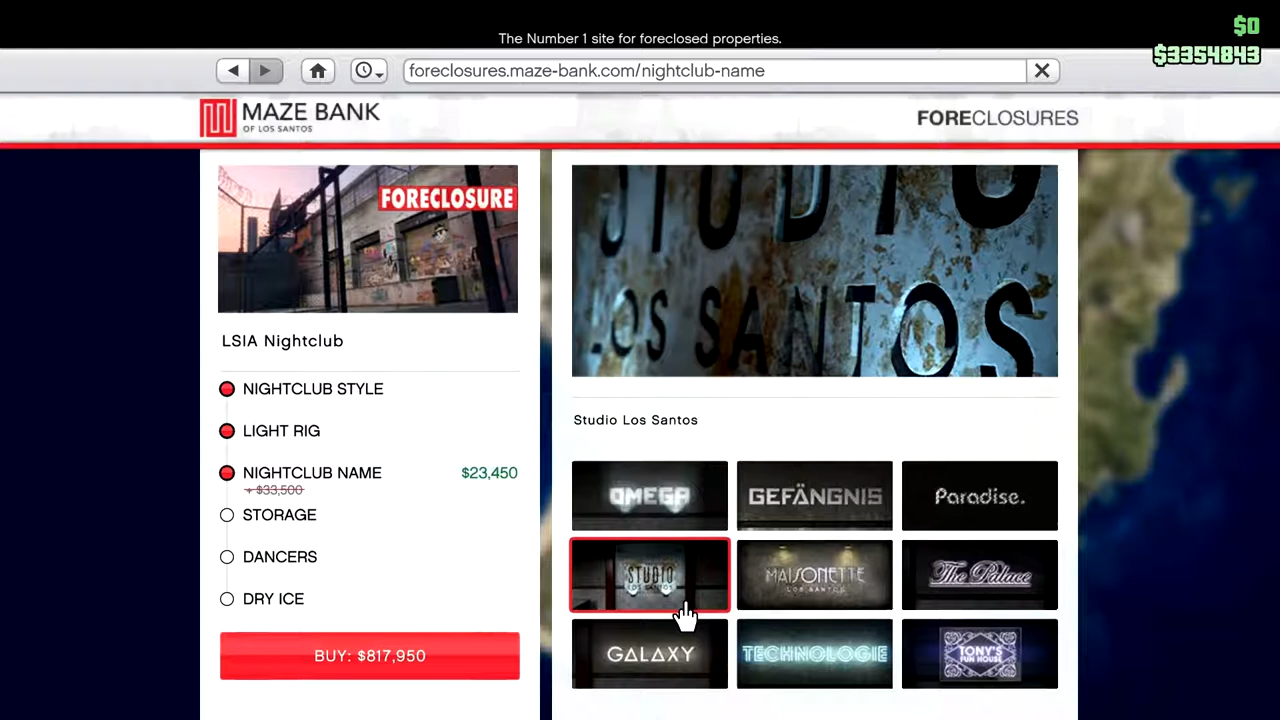 The Number 1 site for foreclosed properties.
$0
$3354843
foreclosures.maze-bank.com/nightclub-name
MAZE BANK
OF LOS SANTOS
FORECLOSURES
FORECLOSURE
STUDIO
LOS SANTOS
LSIA Nightclub
NIGHTCLUB STYLE
LIGHT RIG
NIGHTCLUB NAME $23,450
+ $33,500
STORAGE
DANCERS
DRY ICE
BUY: $817,950
Studio Los Santos
OMEGA
GEFÄNGNIS
Paradise.
STUDIO
LOS SANTOS
MAISONETTE
LOS SANTOS
The Palace
GALAXY
TECHNOLOGIE
TONY'S
FUN HOUSE